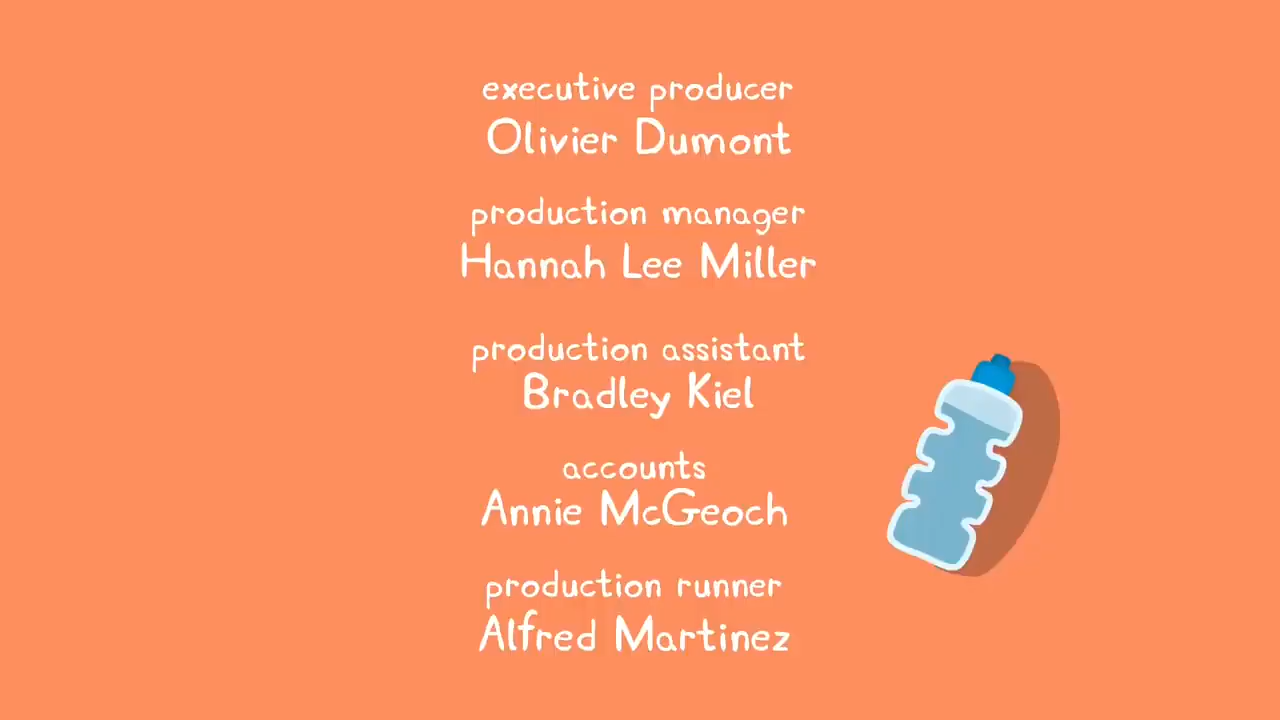 executive producer
Olivier Dumont
production manager
Hannah Lee Miller
production assistant
Bradley Kiel
accounts
Annie McGeoch
production runner
Alfred Martinez